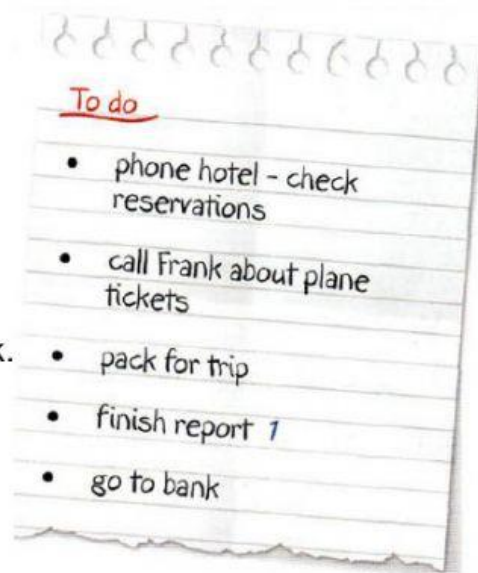 To do
• phone hotel - check
reservations
• call Frank about plane
tickets
• pack for trip
• finish report 1
• go to bank